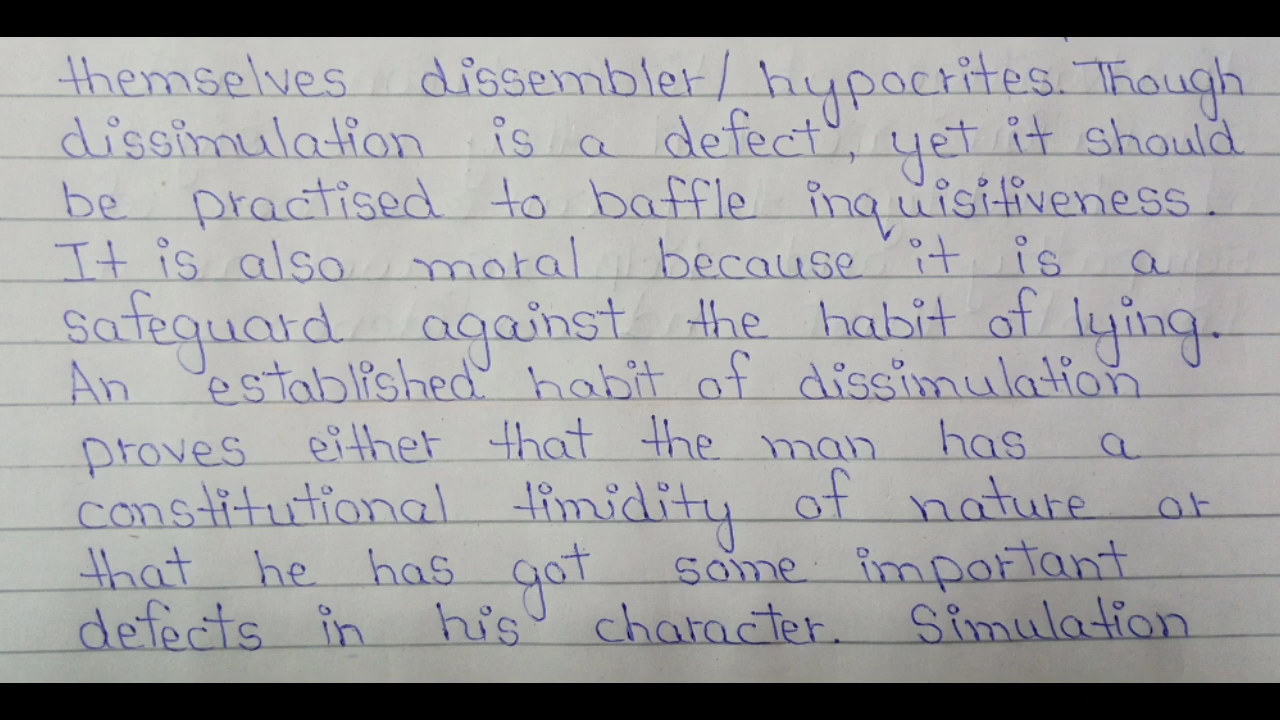 themselves dissembler/ hypocrites. Though
dissimulation is a defect, yet it should
be practised to baffle inquisitiveness.
It is also moral because it is a
safeguard against the habit of lying.
An established habit of dissimulation
proves either that the man has a
constitutional timidity of nature or
that he has got some important
defects in his character. Simulation